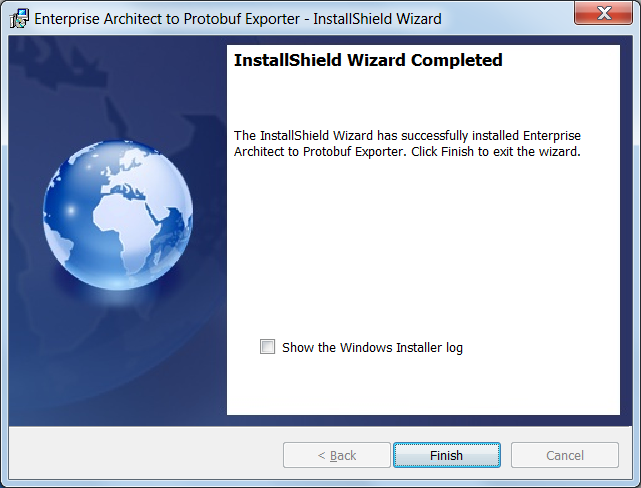 Enterprise Architect to Protobuf Exporter - InstallShield Wizard
InstallShield Wizard Completed
The InstallShield Wizard has successfully installed Enterprise
Architect to Protobuf Exporter. Click Finish to exit the wizard.
Show the Windows Installer log
< Back
Finish
Cancel